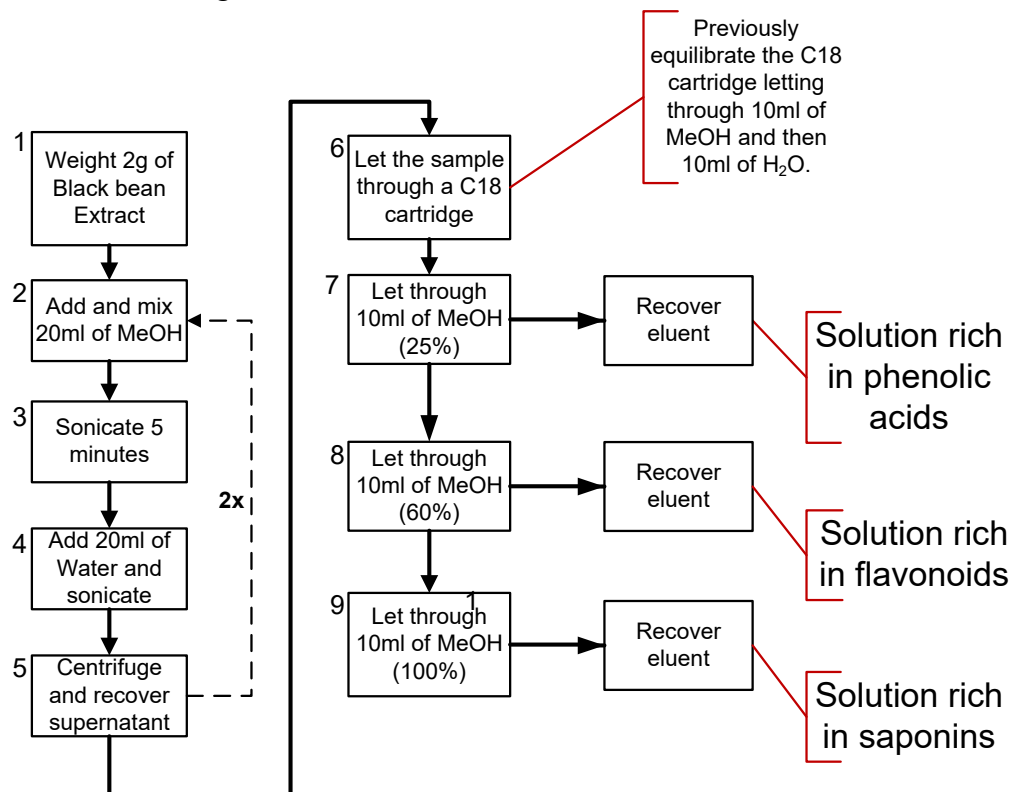 1
Weight 2g of
Black bean
Extract
2
Add and mix
20ml of MeOH
3
Sonicate 5
minutes
2x
4
Add 20ml of
Water and
sonicate
5
Centrifuge
and recover
supernatant
Previously
equilibrate the C18
cartridge letting
through 10ml of
MeOH and then
10ml of H₂O.
6
Let the sample
through a C18
cartridge
7
Let through
10ml of MeOH
(25%)
Recover
eluent
Solution rich
in phenolic
acids
8
Let through
10ml of MeOH
(60%)
Recover
eluent
Solution rich
in flavonoids
9
1
Let through
10ml of MeOH
(100%)
Recover
eluent
Solution rich
in saponins